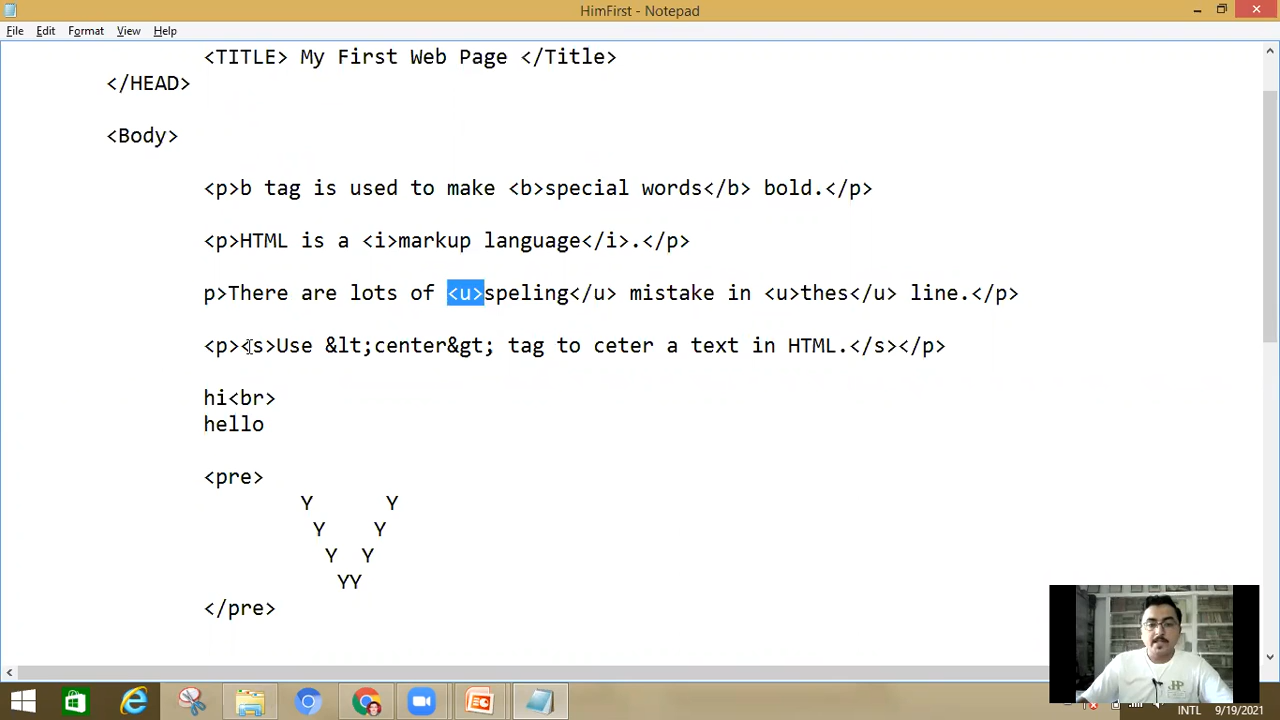 HimFirst - Notepad
File Edit Format View Help
<TITLE> My First Web Page </Title>
</HEAD>
<Body>
<p>b tag is used to make <b>special words</b> bold.</p>
<p>HTML is a <i>markup language</i>.</p>
p>There are lots of <u>speling</u> mistake in <u>thes</u> line.</p>
<p><s>Use &lt;center&gt; tag to ceter a text in HTML.</s></p>
hi<br>
hello
<pre>
Y Y
Y Y
Y Y
YY
</pre>
INTL 9/19/2021